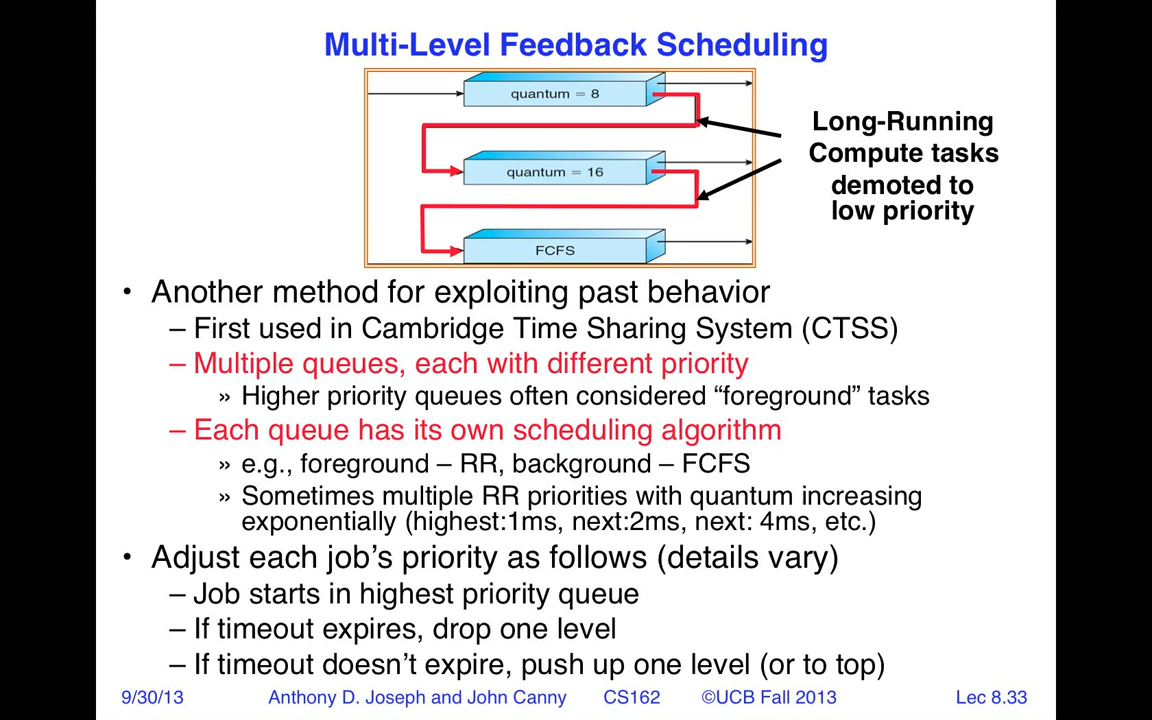 Multi-Level Feedback Scheduling
quantum = 8
quantum = 16
FCFS
Long-Running
Compute tasks
demoted to
low priority
• Another method for exploiting past behavior
– First used in Cambridge Time Sharing System (CTSS)
– Multiple queues, each with different priority
» Higher priority queues often considered “foreground” tasks
– Each queue has its own scheduling algorithm
» e.g., foreground – RR, background – FCFS
» Sometimes multiple RR priorities with quantum increasing
exponentially (highest:1ms, next:2ms, next: 4ms, etc.)
• Adjust each job’s priority as follows (details vary)
– Job starts in highest priority queue
– If timeout expires, drop one level
– If timeout doesn’t expire, push up one level (or to top)
9/30/13 Anthony D. Joseph and John Canny CS162 ©UCB Fall 2013 Lec 8.33